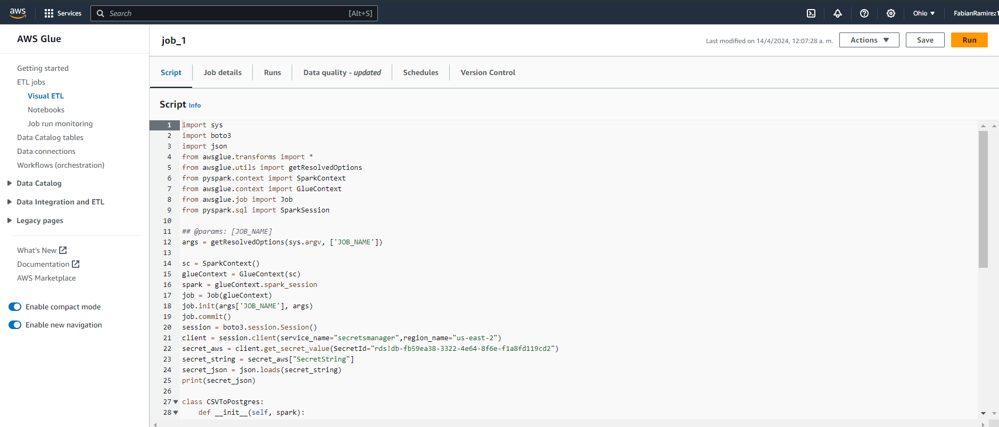 aws Services Search [Alt+S] Ohio FabianRamirez1
AWS Glue
Getting started
ETL jobs
Visual ETL
Notebooks
Job run monitoring
Data Catalog tables
Data connections
Workflows (orchestration)
Data Catalog
Data Integration and ETL
Legacy pages
What's New
Documentation
AWS Marketplace
Enable compact mode
Enable new navigation
job_1 Last modified on 14/4/2024, 12:07:28 a. m. Actions Save Run
Script Job details Runs Data quality - updated Schedules Version Control
Script Info
1 import sys
2 import boto3
3 import json
4 from awsglue.transforms import *
5 from awsglue.utils import getResolvedOptions
6 from pyspark.context import SparkContext
7 from awsglue.context import GlueContext
8 from awsglue.job import Job
9 from pyspark.sql import SparkSession
10
11 ## @params: [JOB_NAME]
12 args = getResolvedOptions(sys.argv, ['JOB_NAME'])
13
14 sc = SparkContext()
15 glueContext = GlueContext(sc)
16 spark = glueContext.spark_session
17 job = Job(glueContext)
18 job.init(args['JOB_NAME'], args)
19 job.commit()
20 session = boto3.session.Session()
21 client = session.client(service_name="secretsmanager",region_name="us-east-2")
22 secret_aws = client.get_secret_value(SecretId="rds!db-fb59ea38-3322-4e64-8f6e-f1a8fd119cd2")
23 secret_string = secret_aws["SecretString"]
24 secret_json = json.loads(secret_string)
25 print(secret_json)
26
27 class CSVToPostgres:
28     def __init__(self, spark):